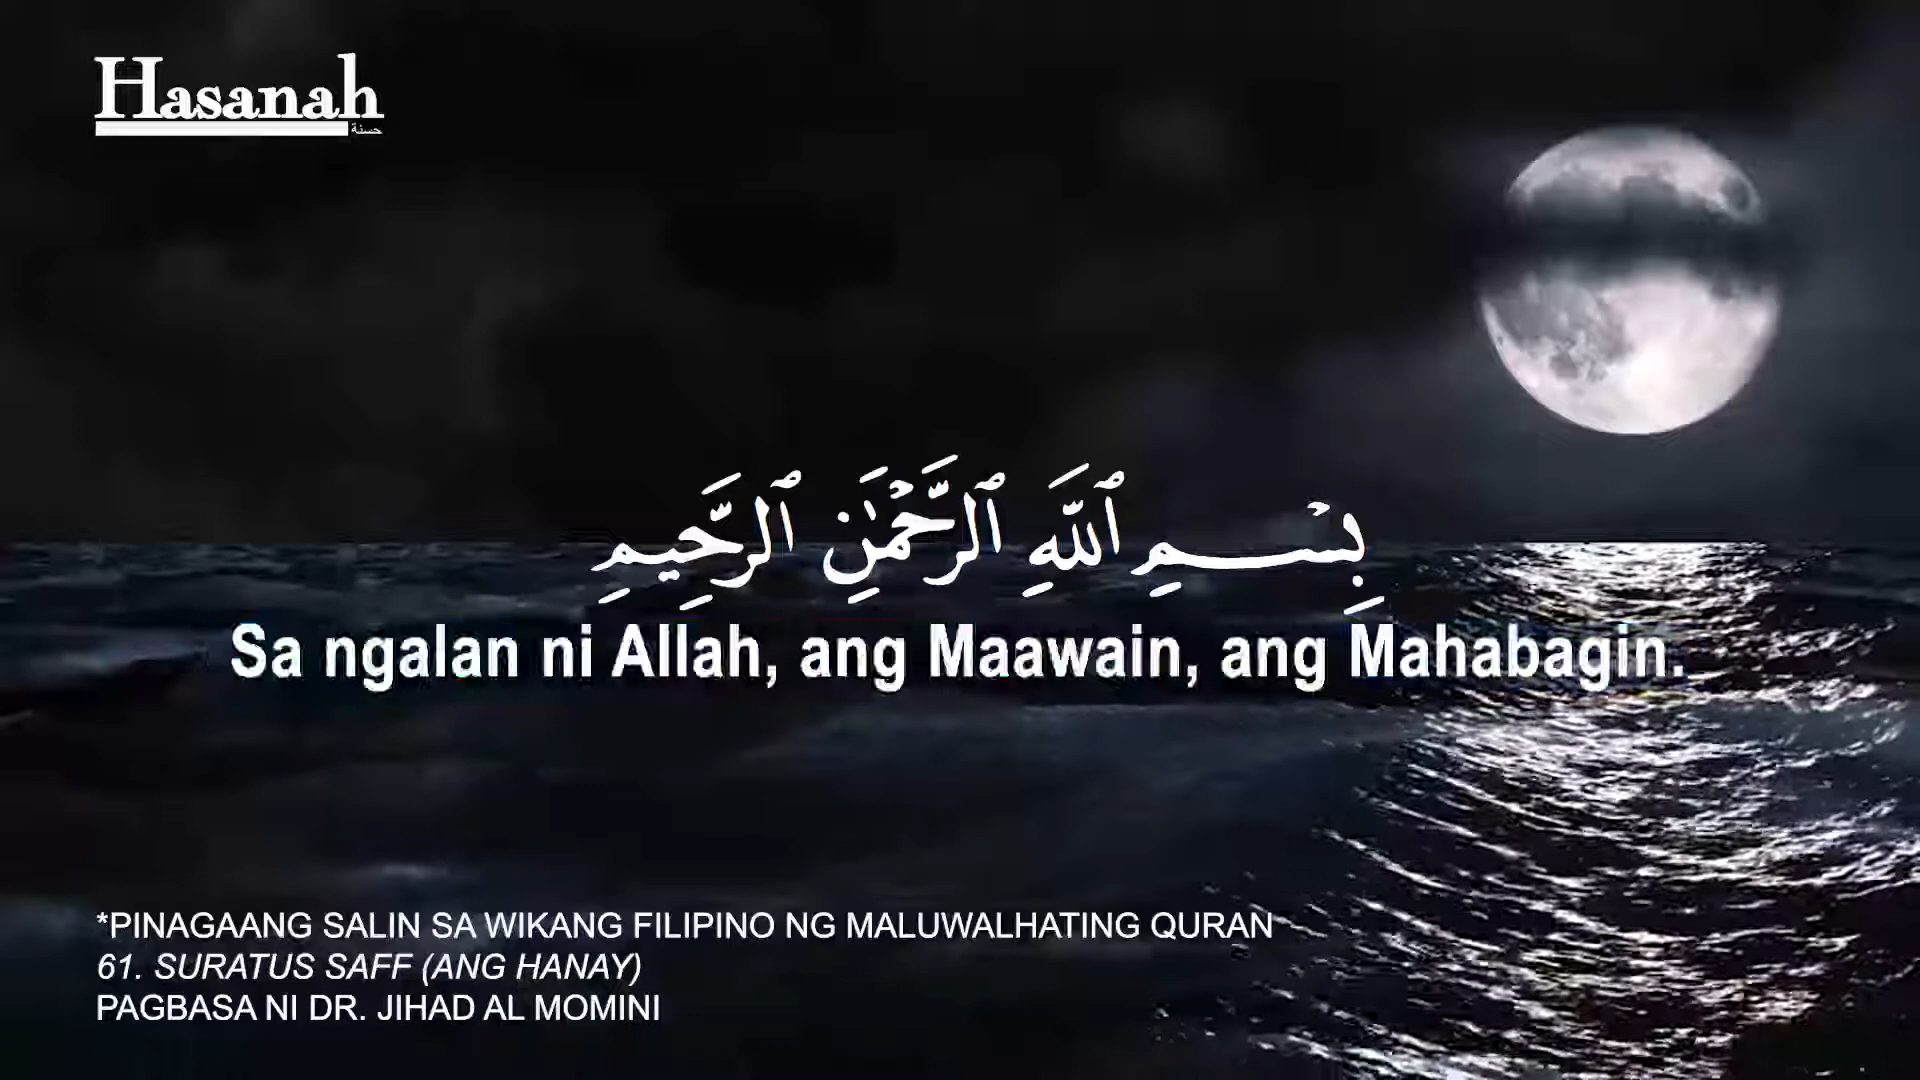 Hasanah
حسنة
بِسْمِ ٱللَّهِ ٱلرَّحْمَٰنِ ٱلرَّحِيمِ
Sa ngalan ni Allah, ang Maawain, ang Mahabagin.
*PINAGAANG SALIN SA WIKANG FILIPINO NG MALUWALHATING QURAN
61. SURATUS SAFF (ANG HANAY)
PAGBASA NI DR. JIHAD AL MOMINI